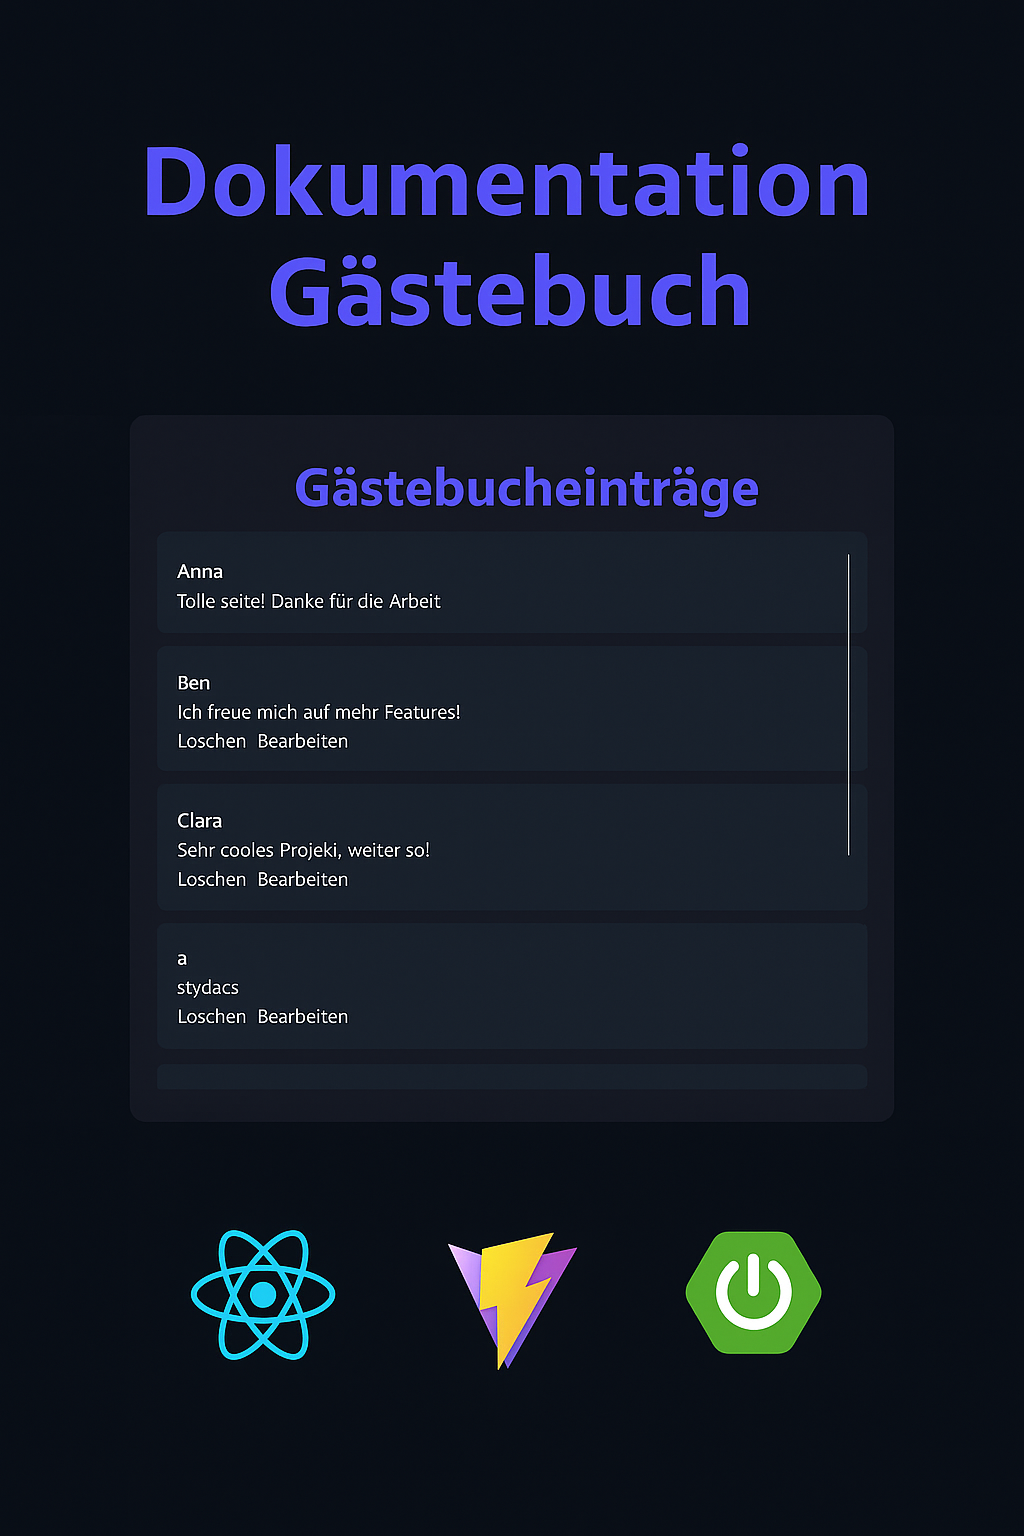 Dokumentation
Gästebuch
Gästebucheinträge
Anna
Tolle seite! Danke für die Arbeit
Ben
Ich freue mich auf mehr Features!
Loschen Bearbeiten
Clara
Sehr cooles Projeki, weiter so!
Loschen Bearbeiten
a
stydacs
Loschen Bearbeiten